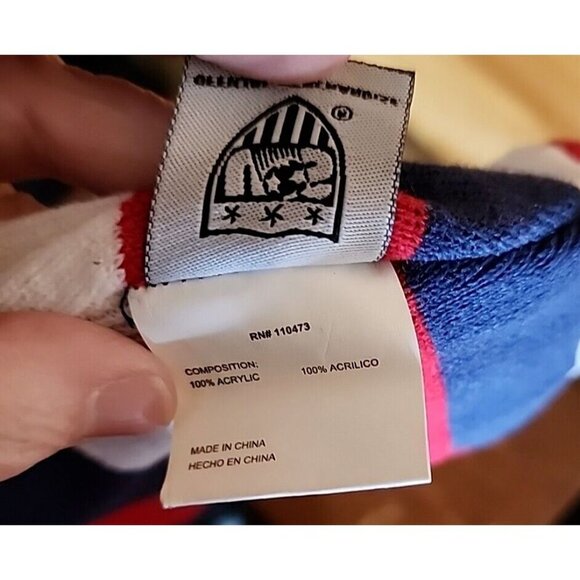 ®
RN# 110473
COMPOSITION:
100% ACRYLIC 100% ACRILICO
MADE IN CHINA
HECHO EN CHINA